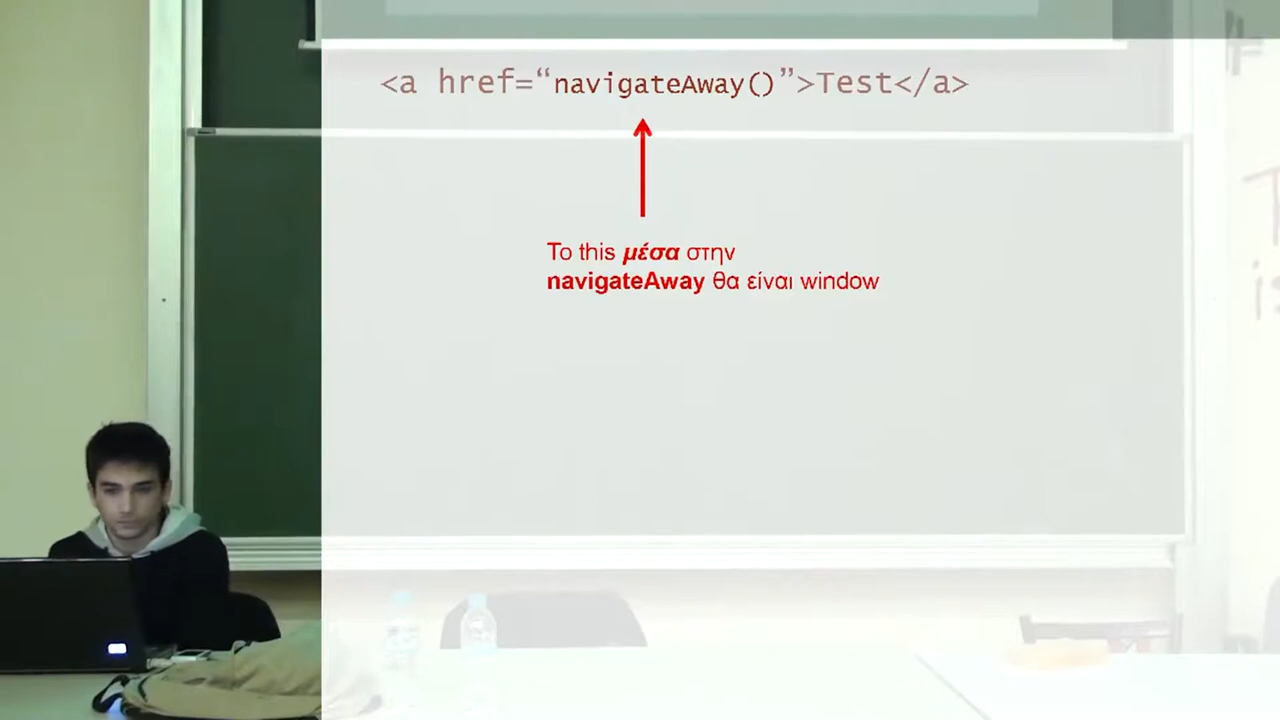 <a href=“navigateAway()”>Test</a>
Το this μέσα στην
navigateAway θα είναι window